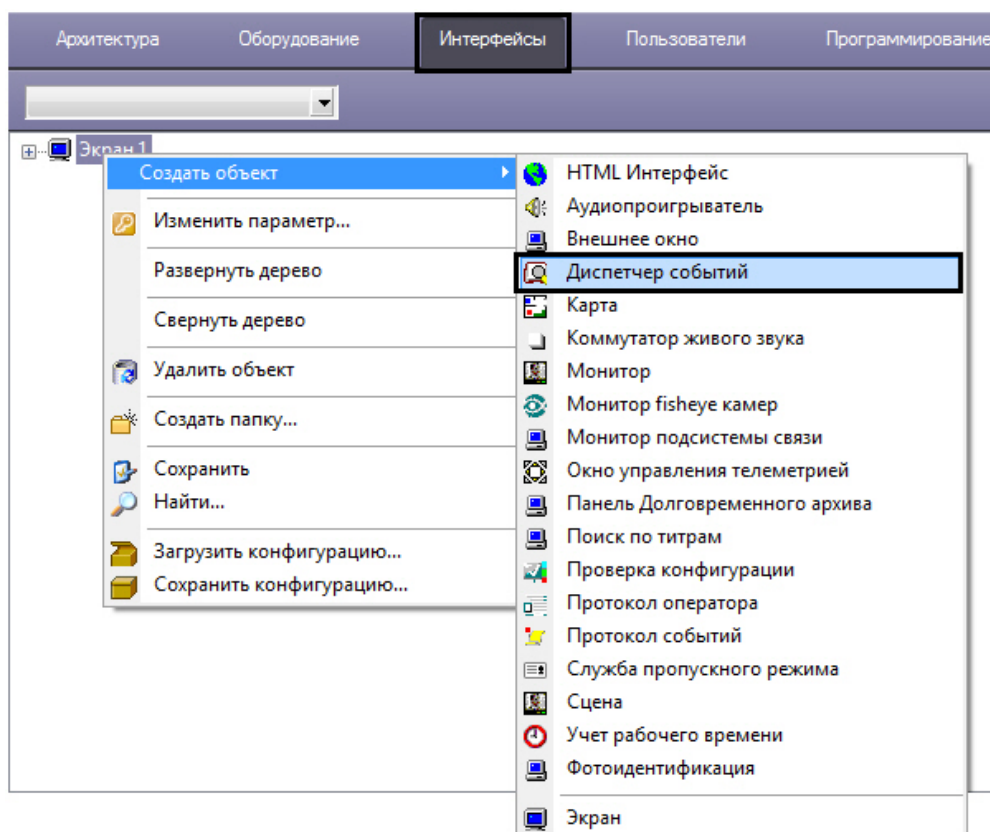 Архитектура Оборудование Интерфейсы Пользователи Программирование
Экран 1
Создать объект
Изменить параметр...
Развернуть дерево
Свернуть дерево
Удалить объект
Создать папку...
Сохранить
Найти...
Загрузить конфигурацию...
Сохранить конфигурацию...
HTML Интерфейс
Аудиопроигрыватель
Внешнее окно
Диспетчер событий
Карта
Коммутатор живого звука
Монитор
Монитор fisheye камер
Монитор подсистемы связи
Окно управления телеметрией
Панель Долговременного архива
Поиск по титрам
Проверка конфигурации
Протокол оператора
Протокол событий
Служба пропускного режима
Сцена
Учет рабочего времени
Фотоидентификация
Экран